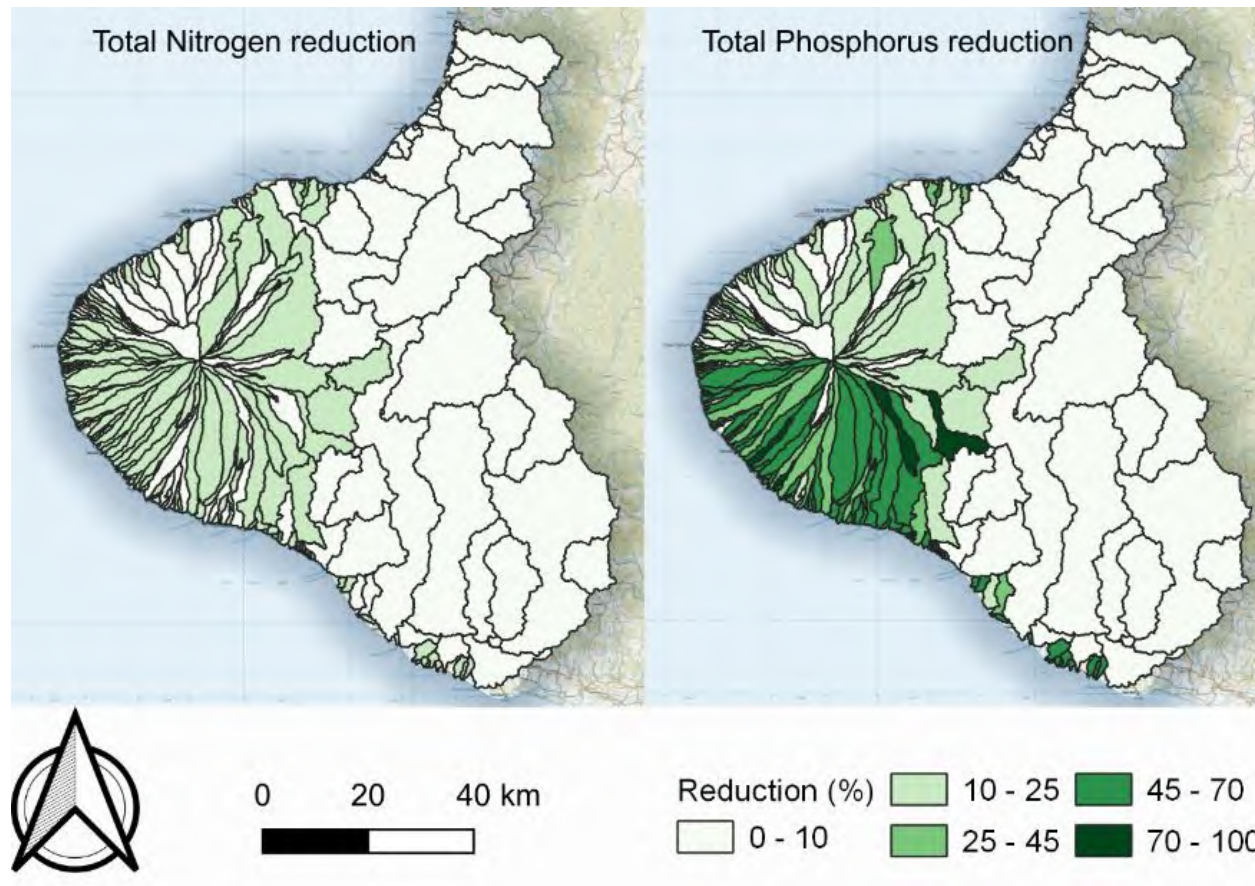 Total Nitrogen reduction
Total Phosphorus reduction
0 20 40 km
Reduction (%)
0 - 10
10 - 25
25 - 45
45 - 70
70 - 100